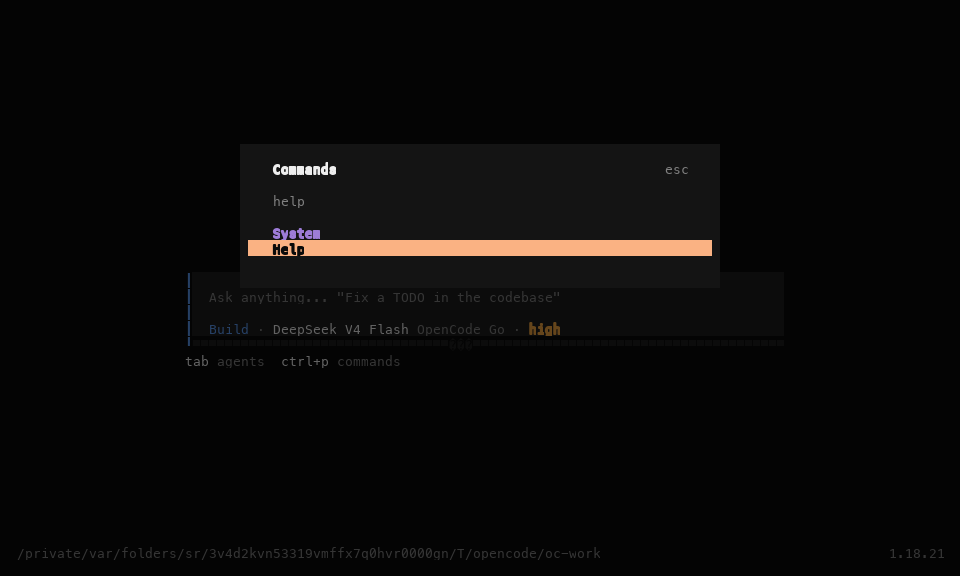 Commands esc
help
System
Help
Ask anything... "Fix a TODO in the codebase"
Build · DeepSeek V4 Flash OpenCode Go · high
tab agents  ctrl+p commands
/private/var/folders/sr/3v4d2kvn53319vmffx7q0hvr0000gn/T/opencode/oc-work 1.18.21